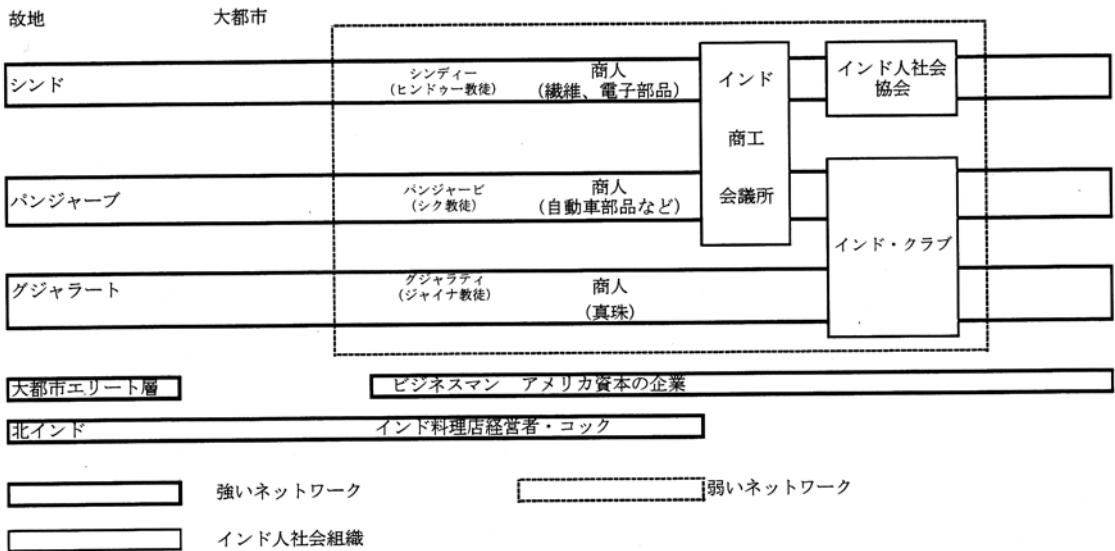 故地
大都市
シンド
シンディー
(ヒンドゥー教徒)
商人
(繊維、電子部品)
インド
商工
会議所
インド人社会
協会
パンジャーブ
パンジャービ
(シク教徒)
商人
(自動車部品など)
インド・クラブ
グジャラート
グジャラティ
(ジャイナ教徒)
商人
(真珠)
大都市エリート層
ビジネスマン アメリカ資本の企業
北インド
インド料理店経営者・コック
強いネットワーク
弱いネットワーク
インド人社会組織